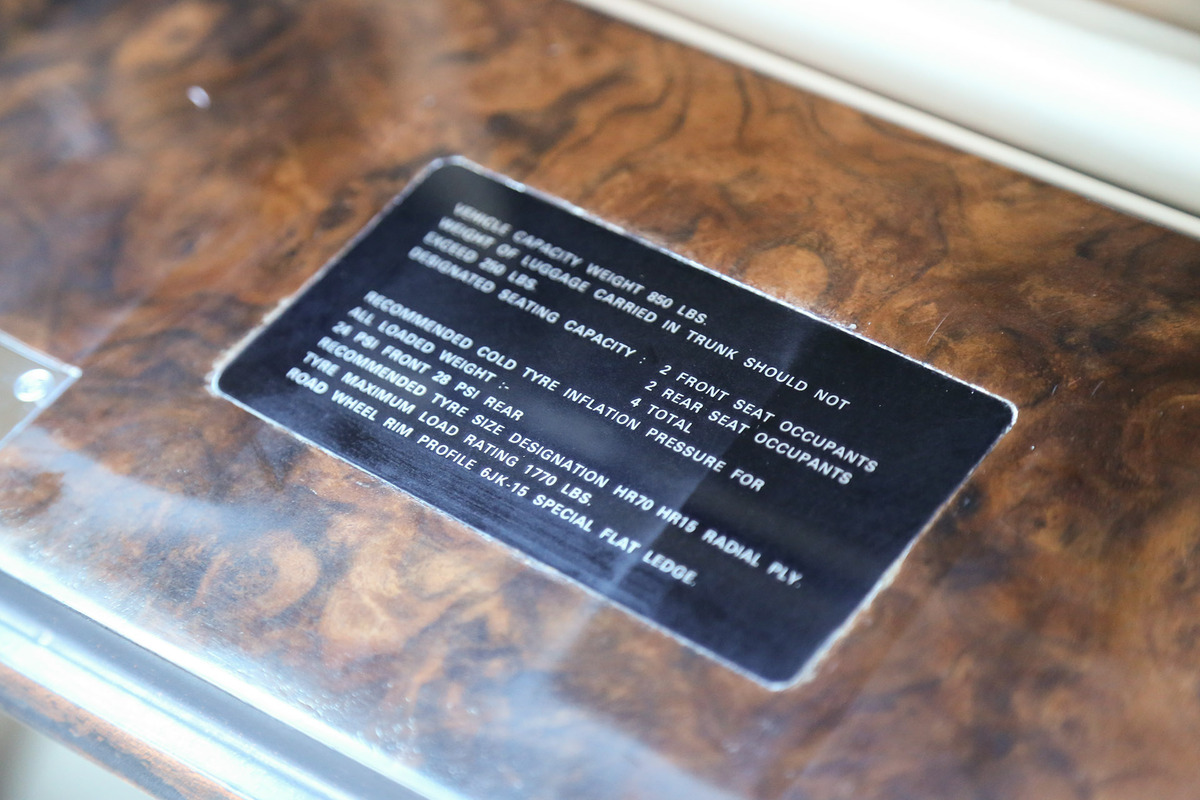 VEHICLE CAPACITY WEIGHT 850 LBS.
WEIGHT OF LUGGAGE CARRIED IN TRUNK SHOULD NOT
EXCEED 250 LBS.
DESIGNATED SEATING CAPACITY : 2 FRONT SEAT OCCUPANTS
2 REAR SEAT OCCUPANTS
4 TOTAL
RECOMMENDED COLD TYRE INFLATION PRESSURE FOR
ALL LOADED WEIGHT :-
24 PSI FRONT 28 PSI REAR
RECOMMENDED TYRE SIZE DESIGNATION HR70 HR15 RADIAL PLY.
TYRE MAXIMUM LOAD RATING 1770 LBS.
ROAD WHEEL RIM PROFILE 6JK-15 SPECIAL FLAT LEDGE.